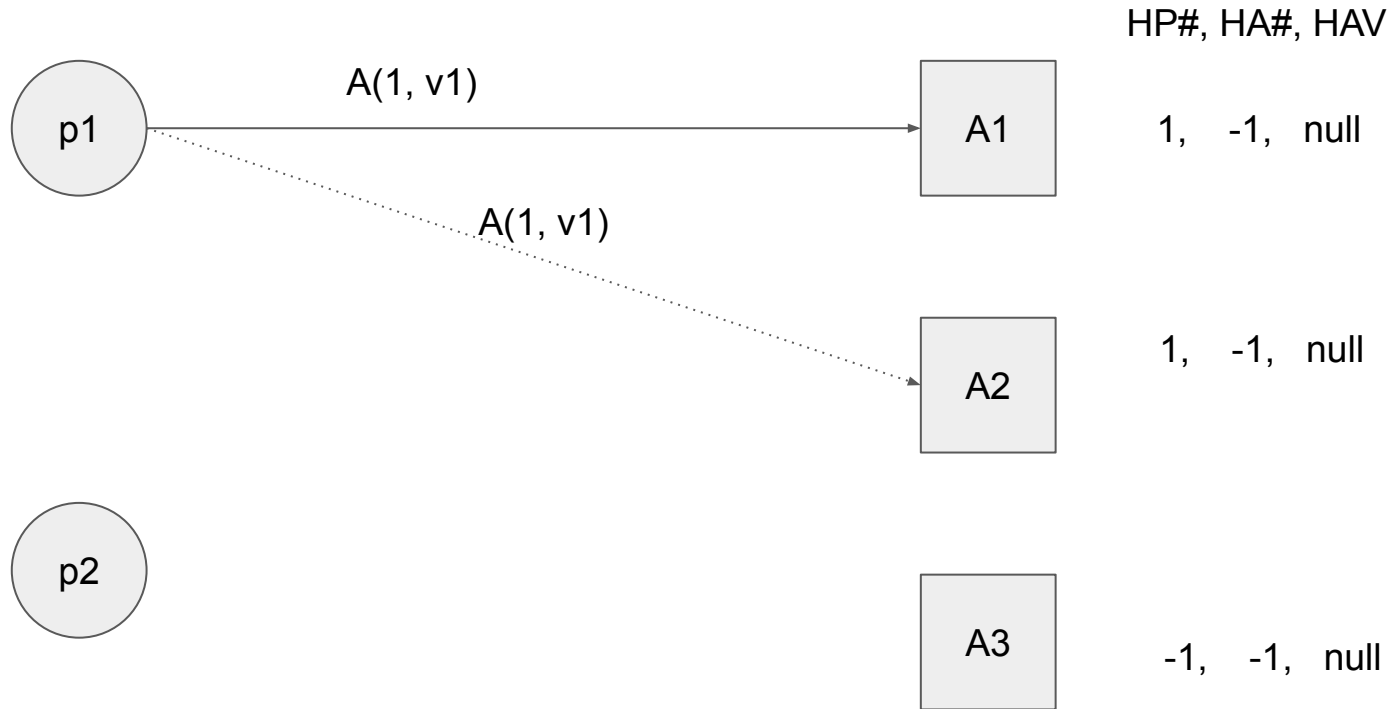 HP#, HA#, HAV
A(1, v1)
p1
A1
1, -1, null
A(1, v1)
1, -1, null
A2
p2
A3
-1, -1, null